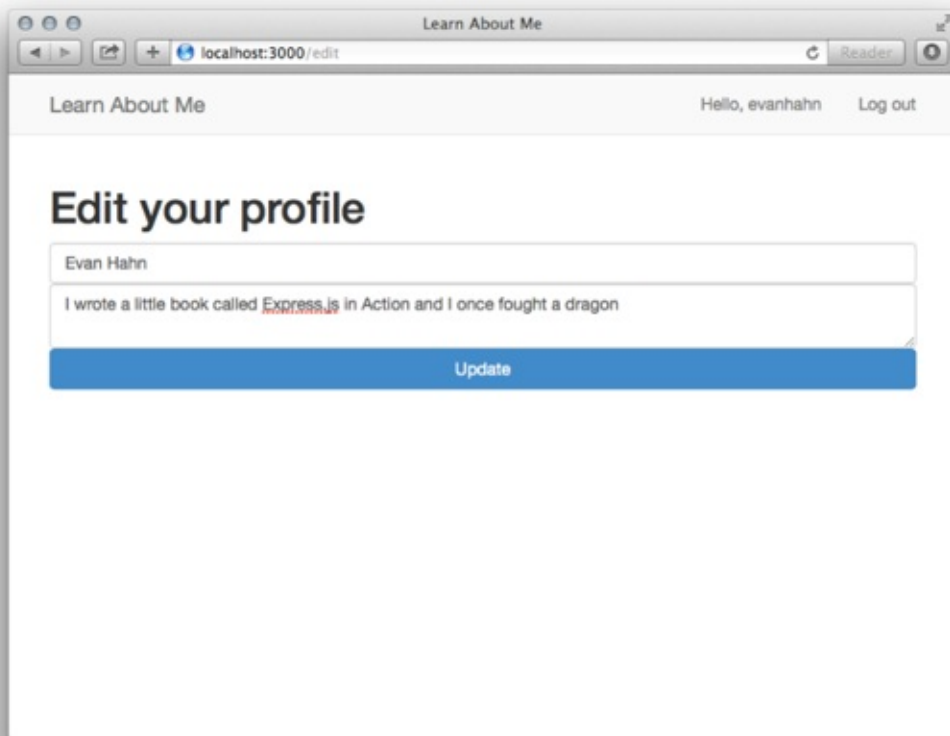 Learn About Me
localhost:3000/edit
Reader
Learn About Me Hello, evanhahn Log out
Edit your profile
Evan Hahn
I wrote a little book called Express.js in Action and I once fought a dragon
Update